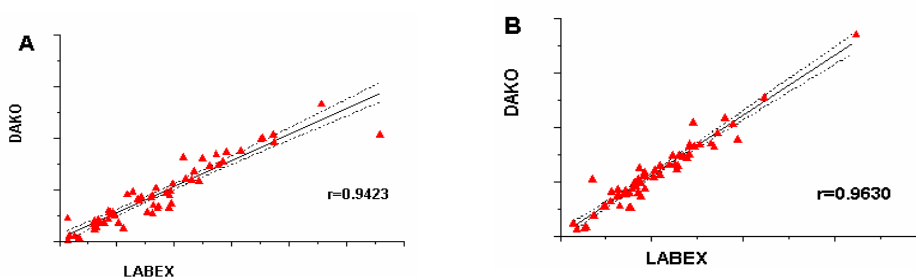 A
DAKO
r=0.9423
LABEX
B
DAKO
r=0.9630
LABEX